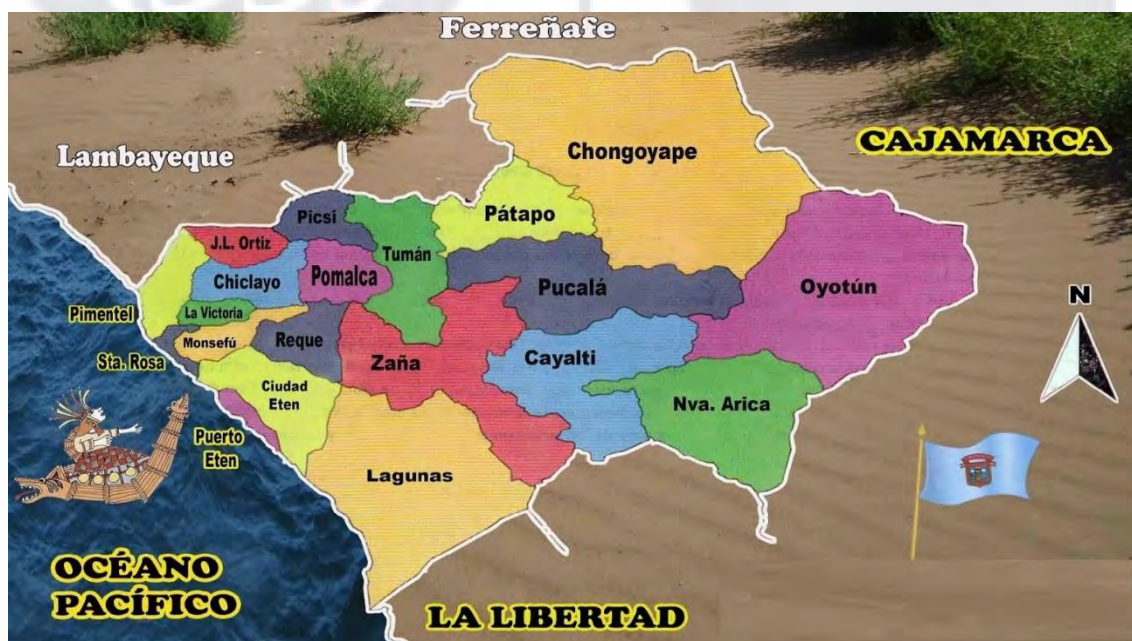 Ferreñafe
Lambayeque
CAJAMARCA
Chongoyape
Picsi
Pátapo
J.L. Ortiz
Tumán
Chiclayo
Pomalca
Pucalá
Oyotún
N
Pimentel
La Victoria
Monsefú
Reque
Sta. Rosa
Zaña
Cayalti
Ciudad
Eten
Nva. Arica
Puerto
Eten
Lagunas
OCÉANO
PACÍFICO
LA LIBERTAD